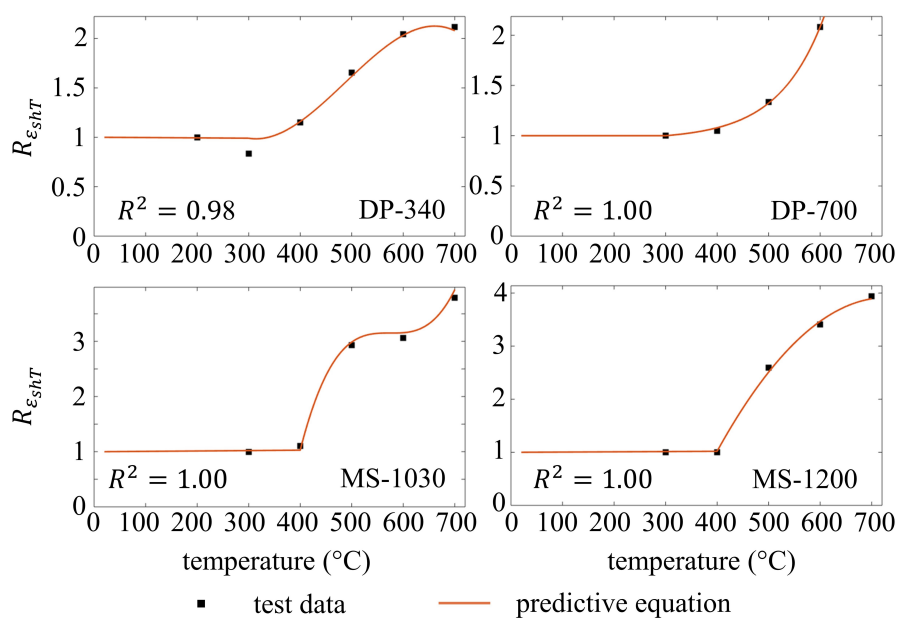 2
1.5
1
0.5
0
R_{ε_{shT}}
R² = 0.98
DP-340
0 100 200 300 400 500 600 700
2
1.5
1
0.5
0
R² = 1.00
DP-700
0 100 200 300 400 500 600 700
3
2
1
0
R_{ε_{shT}}
R² = 1.00
MS-1030
0 100 200 300 400 500 600 700
temperature (°C)
4
3
2
1
0
R² = 1.00
MS-1200
0 100 200 300 400 500 600 700
temperature (°C)
test data
predictive equation